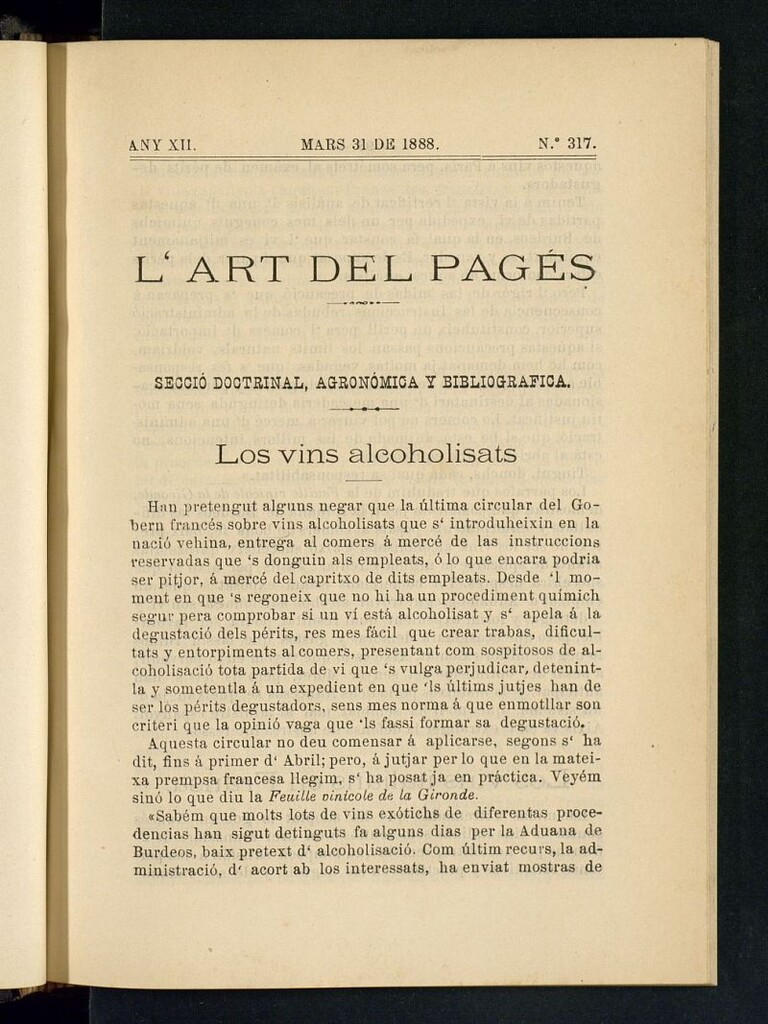 ANY XII. MARS 31 DE 1888. N.º 317.
L‘ ART DEL PAGÉS
SECCIÓ DOCTRINAL, AGRONÓMICA Y BIBLIOGRAFICA.
Los vins alcoholisats
Han pretengut alguns negar que la última circular del Go-
bern francés sobre vins alcoholisats que s‘ introduheixin en la
nació vehina, entrega al comers á mercé de las instruccions
reservadas que ‘s donguin als empleats, ó lo que encara podria
ser pitjor, á mercé del capritxo de dits empleats. Desde ‘l mo-
ment en que ‘s regoneix que no hi ha un procediment químich
segur pera comprobar si un ví está alcoholisat y s‘ apela á la
degustació dels périts, res mes fácil que crear trabas, dificul-
tats y entorpiments al comers, presentant com sospitosos de al-
coholisació tota partida de vi que ‘s vulga perjudicar, detenint-
la y sometentla á un expedient en que ‘ls últims jutjes han de
ser los périts degustadors, sens mes norma á que enmotllar son
criteri que la opinió vaga que ‘ls fassi formar sa degustació.
Aquesta circular no deu comensar á aplicarse, segons s‘ ha
dit, fins á primer d‘ Abril; pero, á jutjar per lo que en la matei-
xa prempsa francesa llegim, s‘ ha posat ja en práctica. Veyém
sinó lo que diu la Feuille vinicole de la Gironde.
«Sabém que molts lots de vins exótichs de diferentas proce-
dencias han sigut detinguts fa alguns dias per la Aduana de
Burdeos, baix pretext d‘ alcoholisació. Com últim recurs, la ad-
ministració, d‘ acort ab los interessats, ha enviat mostras de